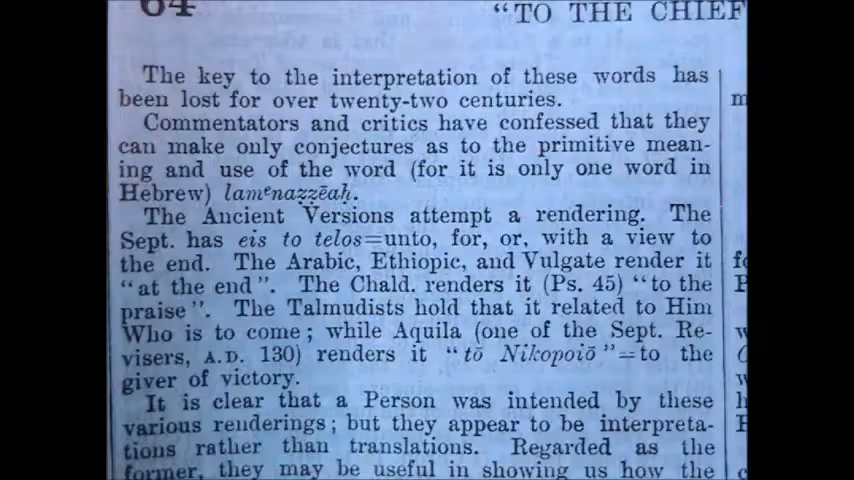 64
“TO THE CHIEF
The key to the interpretation of these words has
been lost for over twenty-two centuries.
Commentators and critics have confessed that they
can make only conjectures as to the primitive mean-
ing and use of the word (for it is only one word in
Hebrew) lamᵉnaẓẓēaḥ.
The Ancient Versions attempt a rendering. The
Sept. has eis to telos=unto, for, or, with a view to
the end. The Arabic, Ethiopic, and Vulgate render it
“at the end”. The Chald. renders it (Ps. 45) “to the
praise”. The Talmudists hold that it related to Him
Who is to come; while Aquila (one of the Sept. Re-
visers, A.D. 130) renders it “tō Nikopoiō”=to the
giver of victory.
It is clear that a Person was intended by these
various renderings; but they appear to be interpreta-
tions rather than translations. Regarded as the
former, they may be useful in showing us how the